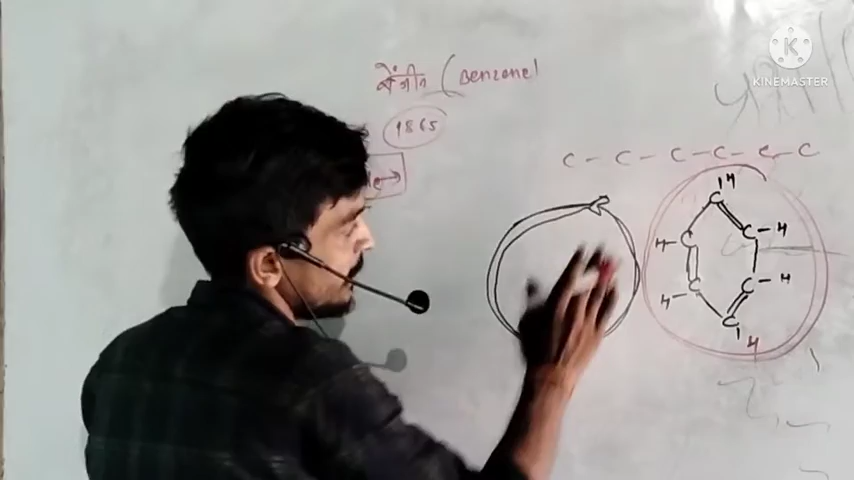 बेंजीन (Benzene)
1865
C - C - C - C - C - C
H
C
C - H
H - C
C - H
H - C
C
H
KINEMASTER